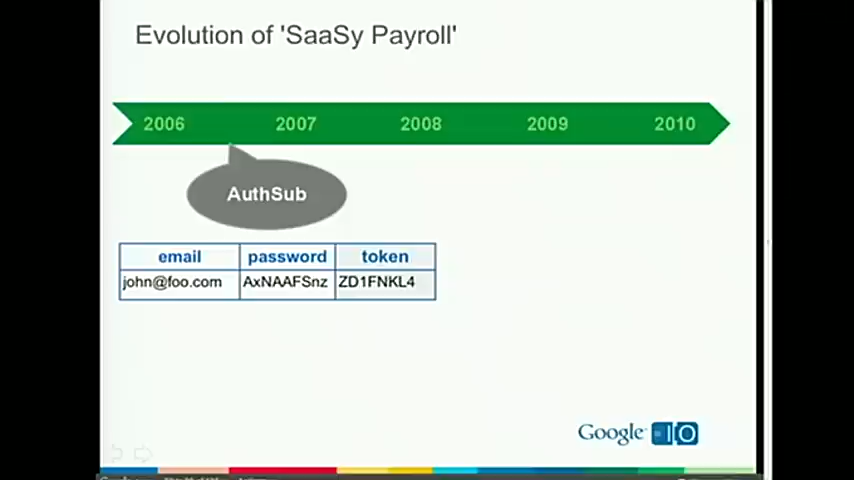 Evolution of 'SaaSy Payroll'
2006 2007 2008 2009 2010
AuthSub
email password token
john@foo.com AxNAAFSnz ZD1FNKL4
Google IO